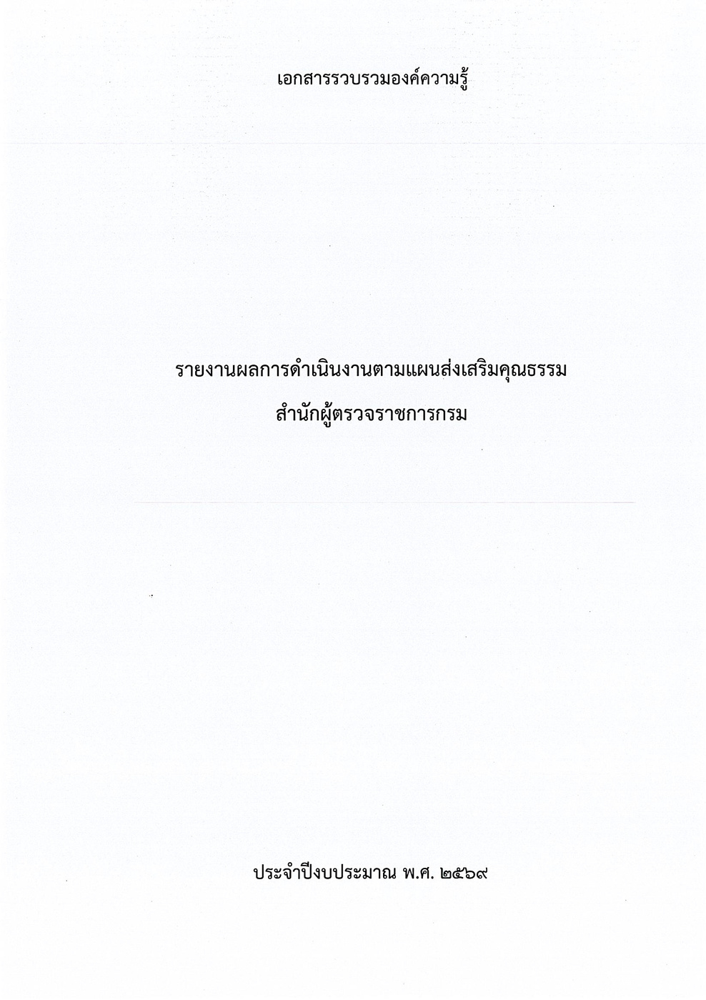 เอกสารรวบรวมองค์ความรู้
รายงานผลการดำเนินงานตามแผนส่งเสริมคุณธรรม
สำนักผู้ตรวจราชการกรม
ประจำปีงบประมาณ พ.ศ. ๒๕๖๙